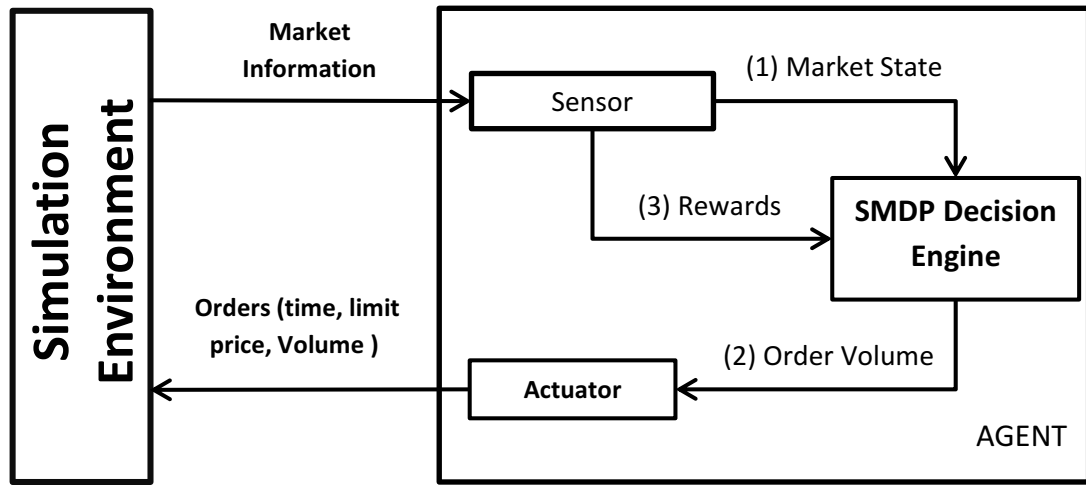 Simulation
Environment
Market
Information
Sensor
(1) Market State
(3) Rewards
SMDP Decision
Engine
Orders (time, limit
price, Volume )
(2) Order Volume
Actuator
AGENT